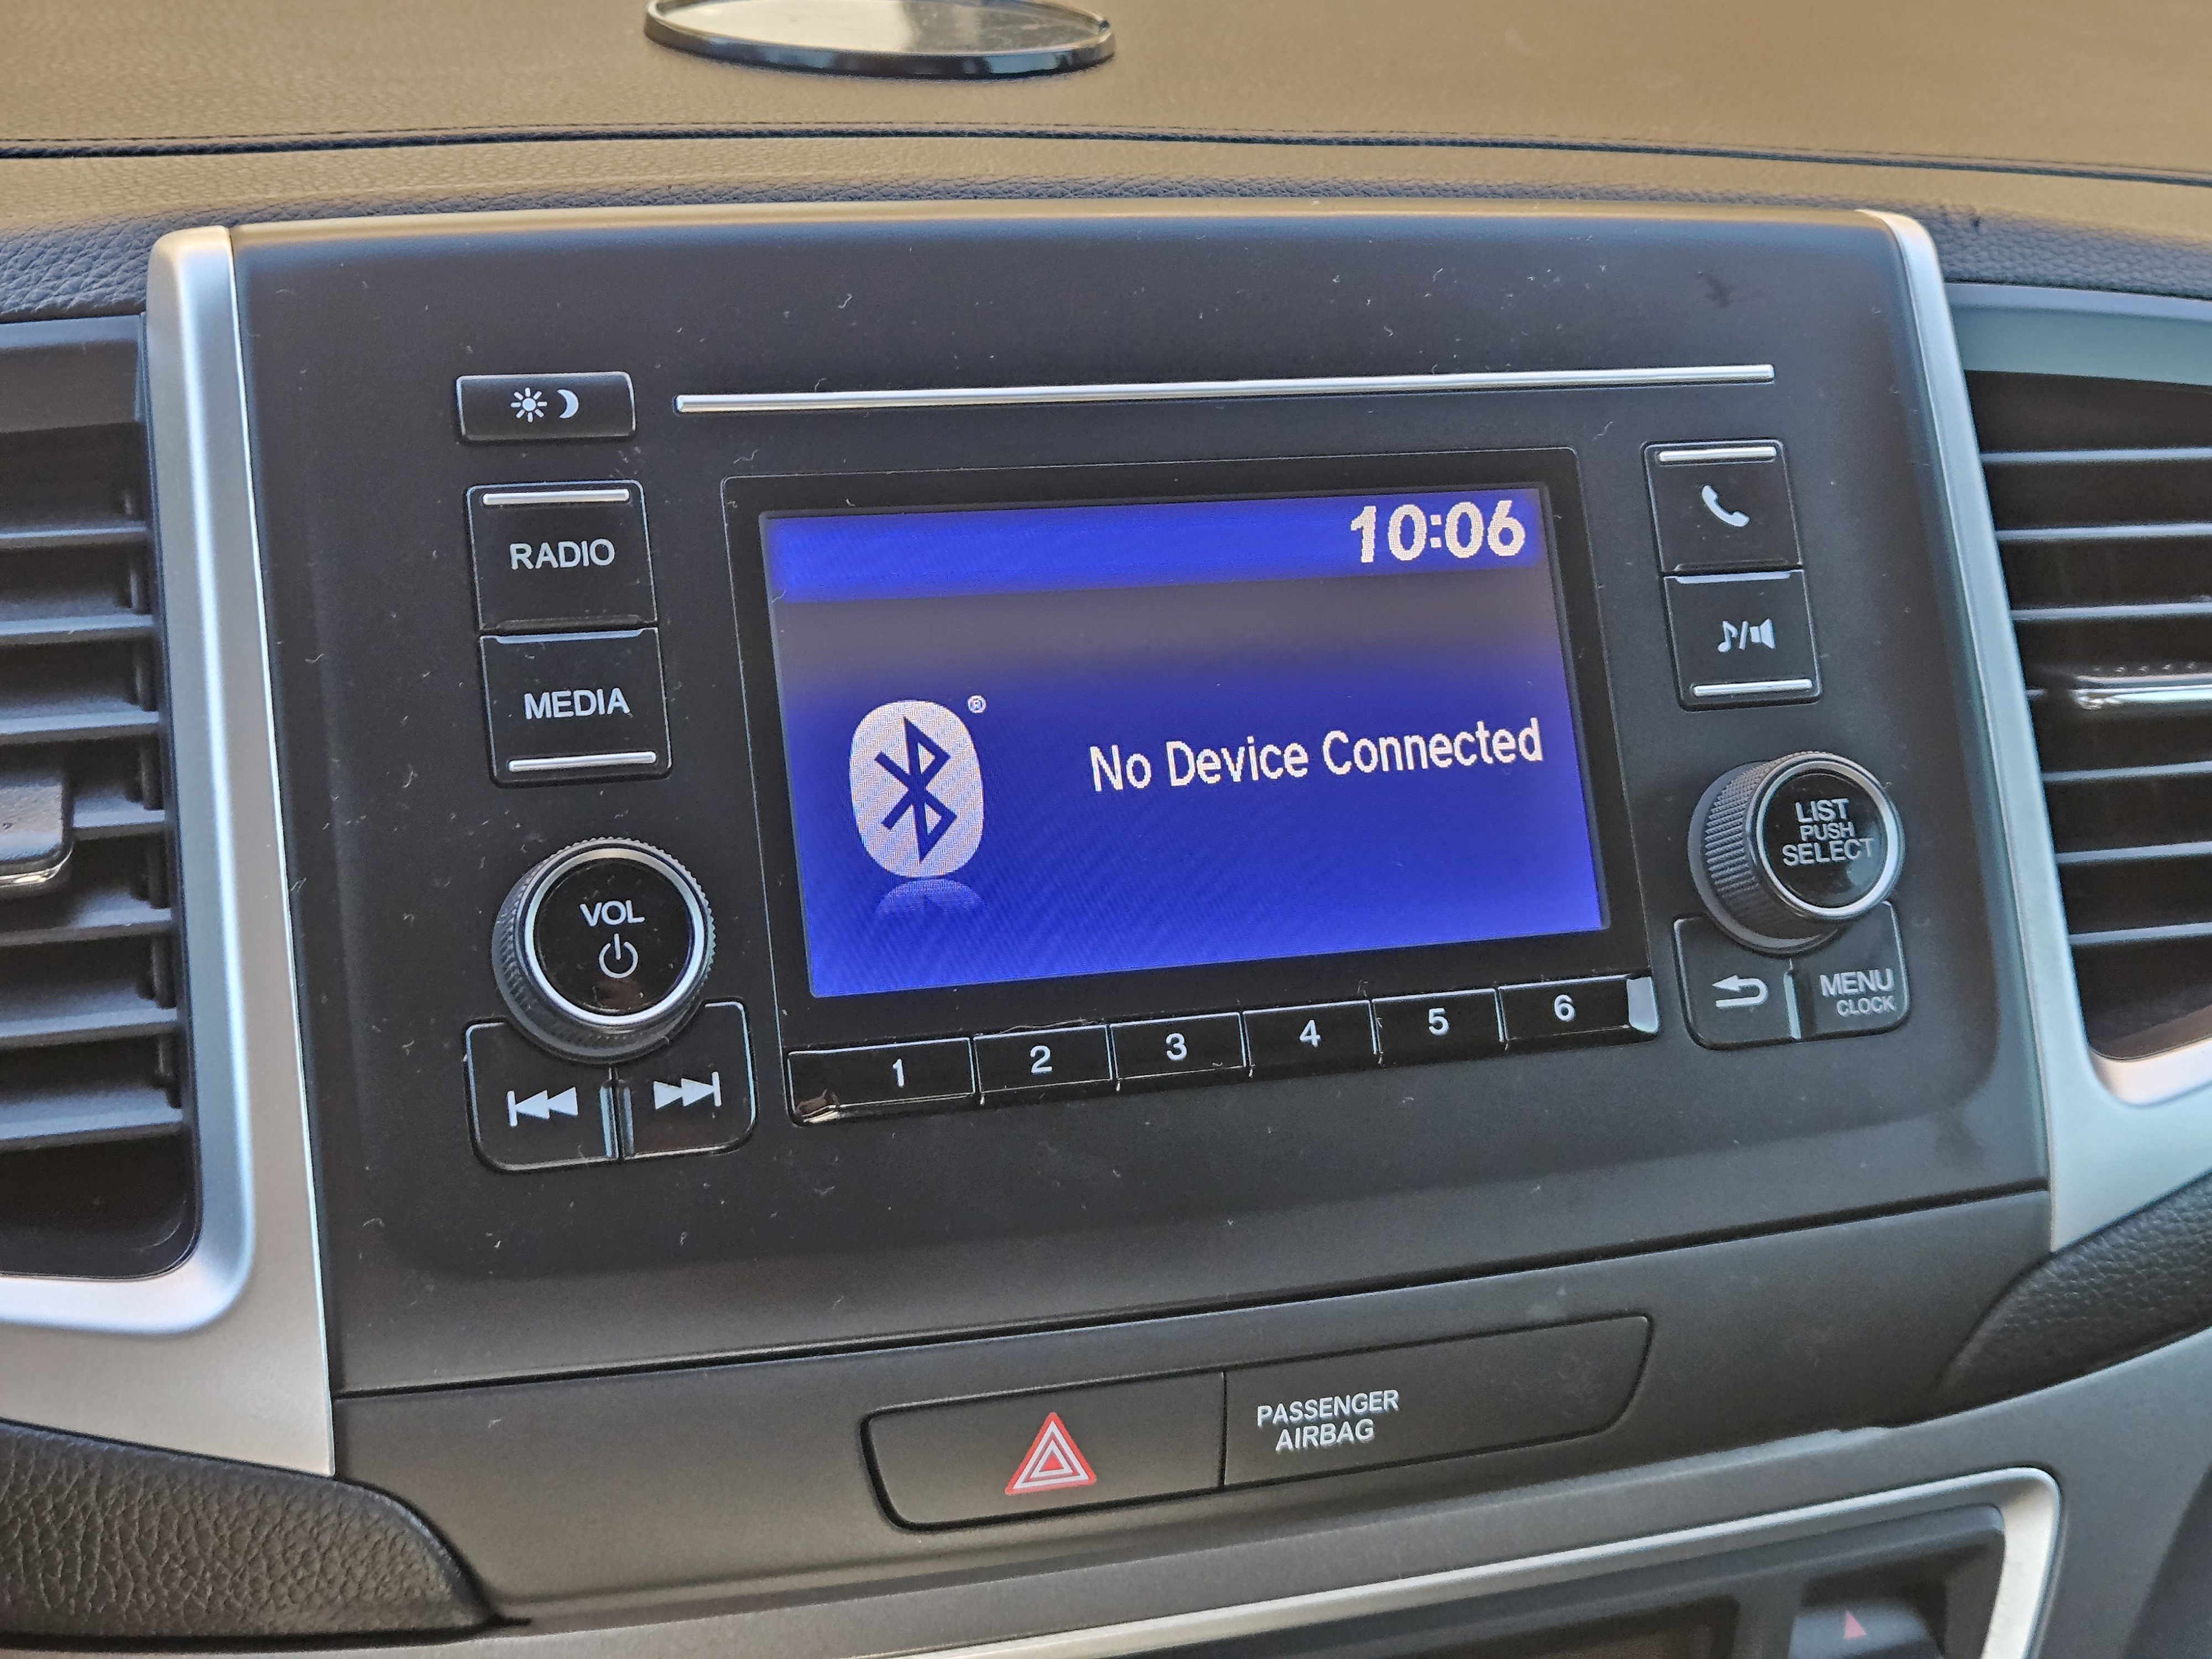 10:06
RADIO
MEDIA
®
No Device Connected
VOL
LIST
PUSH
SELECT
MENU
CLOCK
1 2 3 4 5 6
PASSENGER
AIRBAG